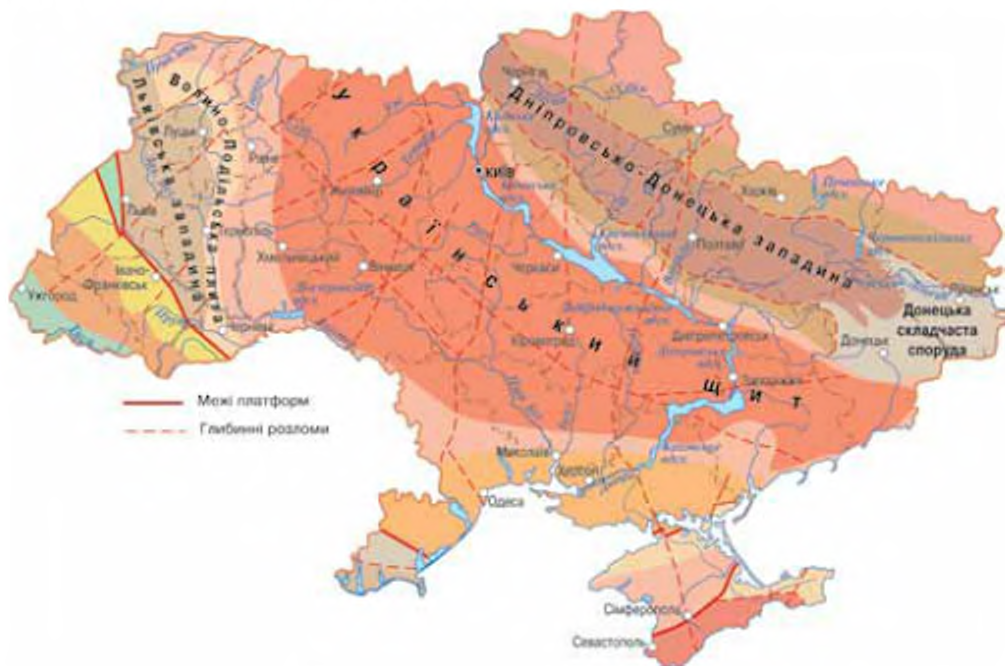 Чернігів
Суми
Київ
КИЇВ
Луцьк
Рівне
Житомир
Львів
Тернопіль
Хмельницький
Вінниця
Івано-
Франківськ
Ужгород
Чернівці
Черкаси
Полтава
Харків
Кіровоград
Дніпропетровськ
Донецьк
Запоріжжя
Миколаїв
Херсон
Одеса
Сімферополь
Севастополь
Львівська западина
Волино-Подільська плита
Український щит
Дніпровсько-Донецька западина
Донецька
складчаста
споруда
Межі платформ
Глибинні розломи